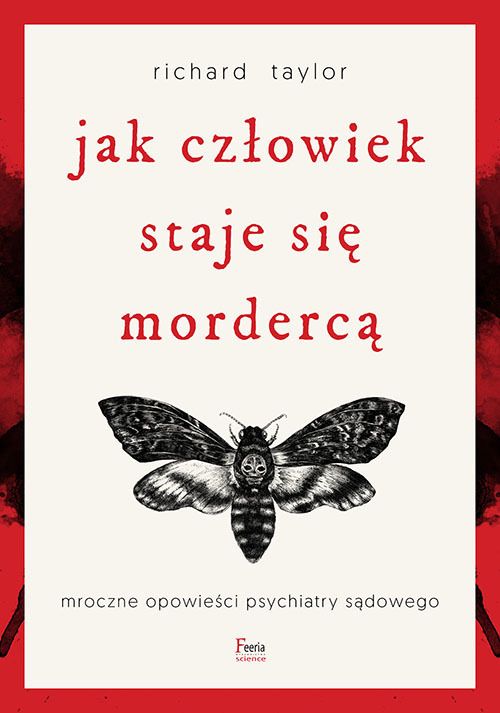 richard taylor
jak człowiek
staje się
mordercą
mroczne opowieści psychiatry sądowego
Feeria
science